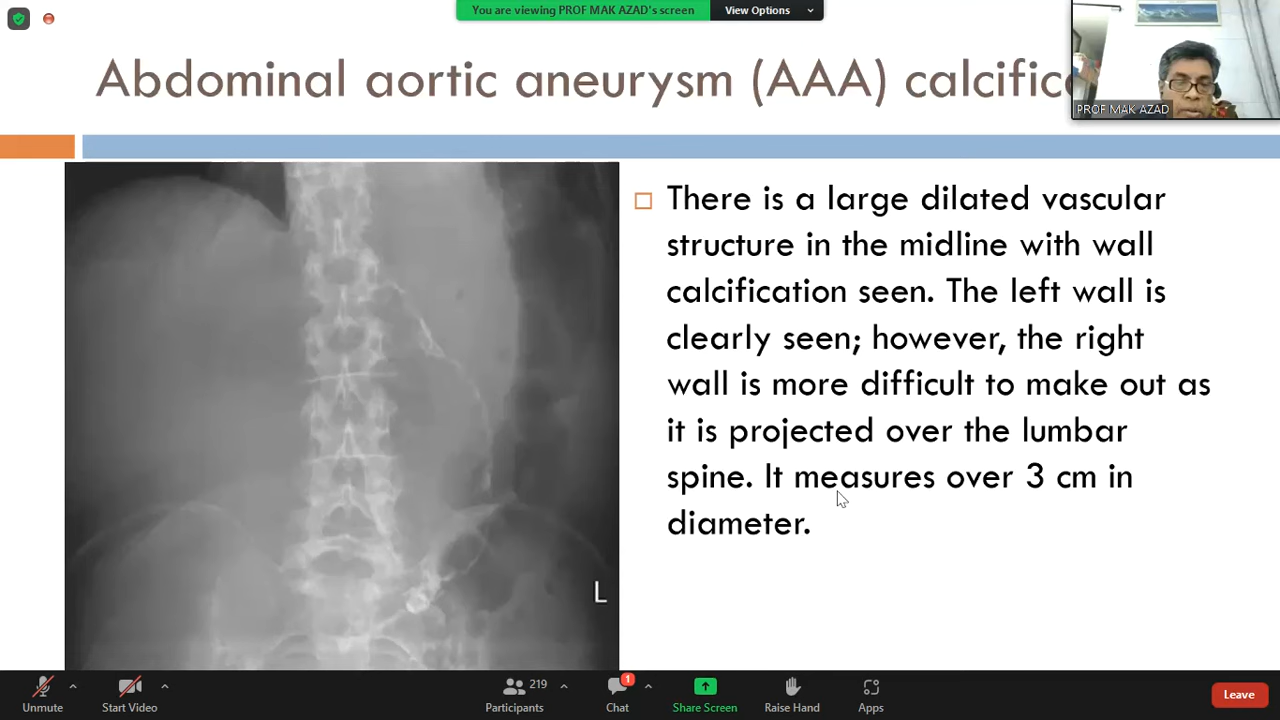 You are viewing PROF MAK AZAD's screen
View Options
Abdominal aortic aneurysm (AAA) calcific
PROF MAK AZAD
There is a large dilated vascular
structure in the midline with wall
calcification seen. The left wall is
clearly seen; however, the right
wall is more difficult to make out as
it is projected over the lumbar
spine. It measures over 3 cm in
diameter.
L
Unmute
Start Video
219
Participants
1
Chat
Share Screen
Raise Hand
Apps
Leave